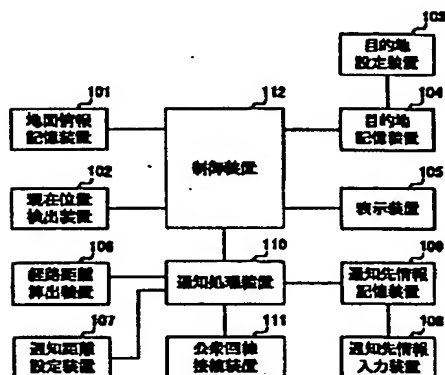 103
目的地
設定装置
101
地図情報
記憶装置
112
制御装置
104
目的地
記憶装置
102
現在位置
検出装置
105
表示装置
106
経路距離
算出装置
110
通知処理装置
109
通知先情報
記憶装置
107
通知距離
設定装置
111
公衆回線
接続装置
108
通知先情報
入力装置